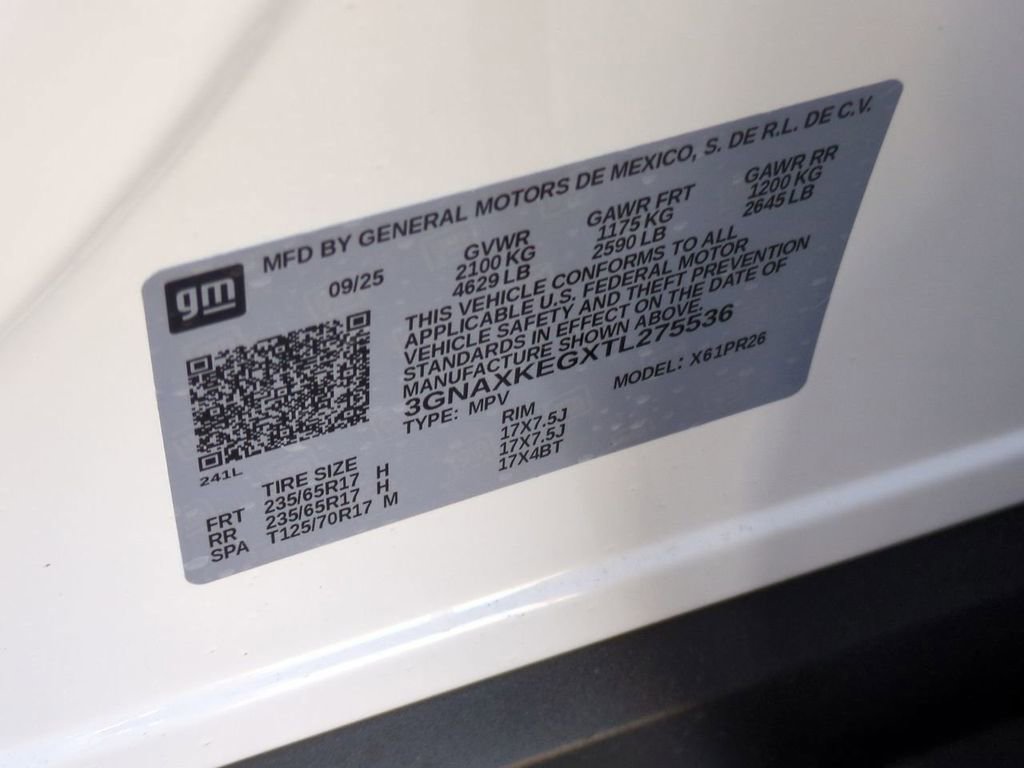 MFD BY GENERAL MOTORS DE MEXICO, S. DE R.L. DE C.V.
gm
09/25
GVWR GAWR FRT GAWR RR
2100 KG 1175 KG 1200 KG
4629 LB 2590 LB 2645 LB
THIS VEHICLE CONFORMS TO ALL
APPLICABLE U.S. FEDERAL MOTOR
VEHICLE SAFETY AND THEFT PREVENTION
STANDARDS IN EFFECT ON THE DATE OF
MANUFACTURE SHOWN ABOVE.
3GNAXKEGXTL275536
TYPE: MPV MODEL: X61PR26
241L
TIRE SIZE RIM
FRT 235/65R17 H 17X7.5J
RR 235/65R17 H 17X7.5J
SPA T125/70R17 M 17X4BT